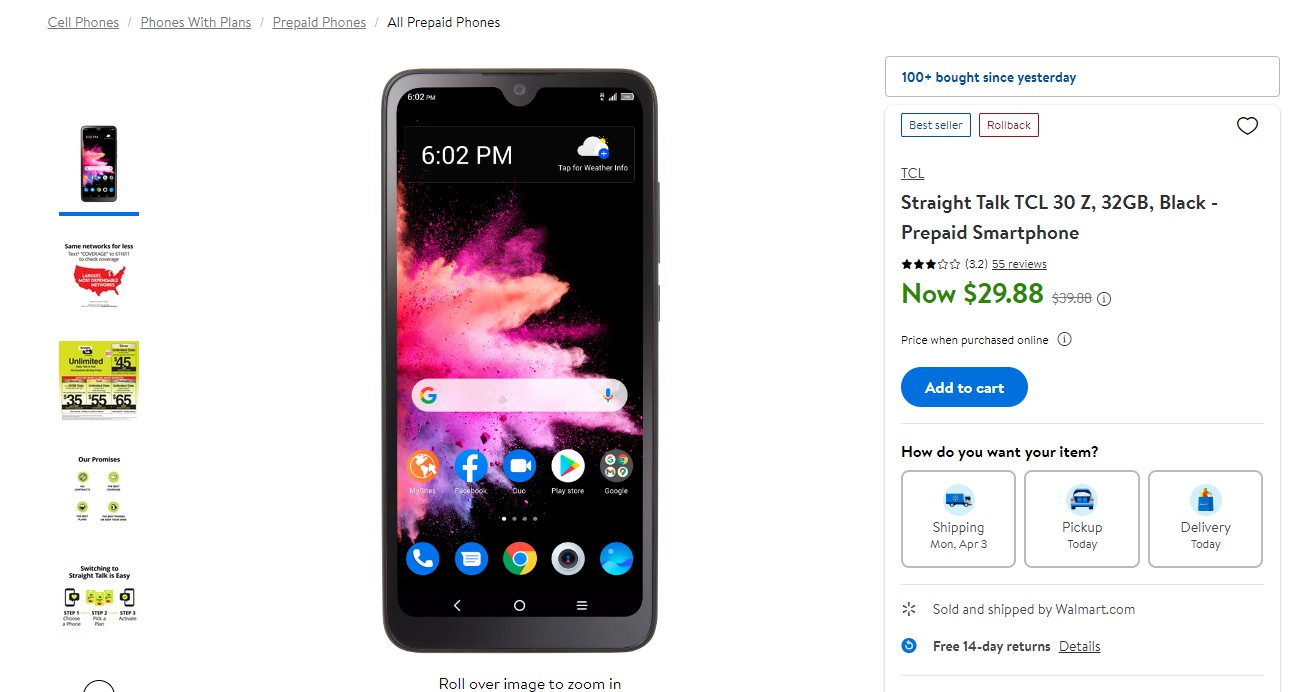 Cell Phones / Phones With Plans / Prepaid Phones / All Prepaid Phones
Same networks for less
Text* "COVERAGE" to 611611
to check coverage
LARGEST,
MOST DEPENDABLE
NETWORKS
Unlimited
$45
$35 $55 $65
Our Promises
Switching to
Straight Talk is Easy
STEP 1 STEP 2 STEP 3
Choose a Phone
Pick a Plan
Activate
6:02 PM
6:02 PM
Tap for Weather Info
MySites Facebook Duo Play store Google
Roll over image to zoom in
100+ bought since yesterday
Best seller Rollback
TCL
Straight Talk TCL 30 Z, 32GB, Black -
Prepaid Smartphone
(3.2) 55 reviews
Now $29.88 $39.88
Price when purchased online
Add to cart
How do you want your item?
Shipping Pickup Delivery
Mon, Apr 3 Today Today
Sold and shipped by Walmart.com
Free 14-day returns Details